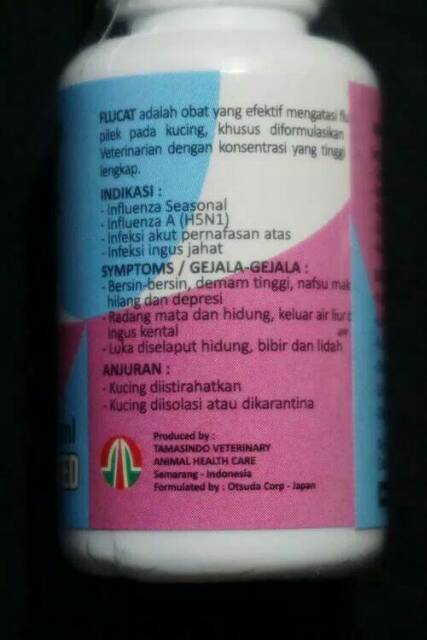 FLUCAT adalah obat yang efektif mengatasi flu
pilek pada kucing, khusus diformulasikan
Veterinarian dengan konsentrasi yang tinggi
lengkap.
INDIKASI :
- Influenza Seasonal
- Influenza A (H5N1)
- Infeksi akut pernafasan atas
- Infeksi ingus jahat
SYMPTOMS / GEJALA-GEJALA :
- Bersin-bersin, demam tinggi, nafsu mak
hilang dan depresi
- Radang mata dan hidung, keluar air liur
ingus kental
- Luka diselaput hidung, bibir dan lidah
ANJURAN :
- Kucing diistirahatkan
- Kucing diisolasi atau dikarantina
ml
ED
Produced by :
TAMASINDO VETERINARY
ANIMAL HEALTH CARE
Semarang - Indonesia
Formulated by : Otsuda Corp - Japan